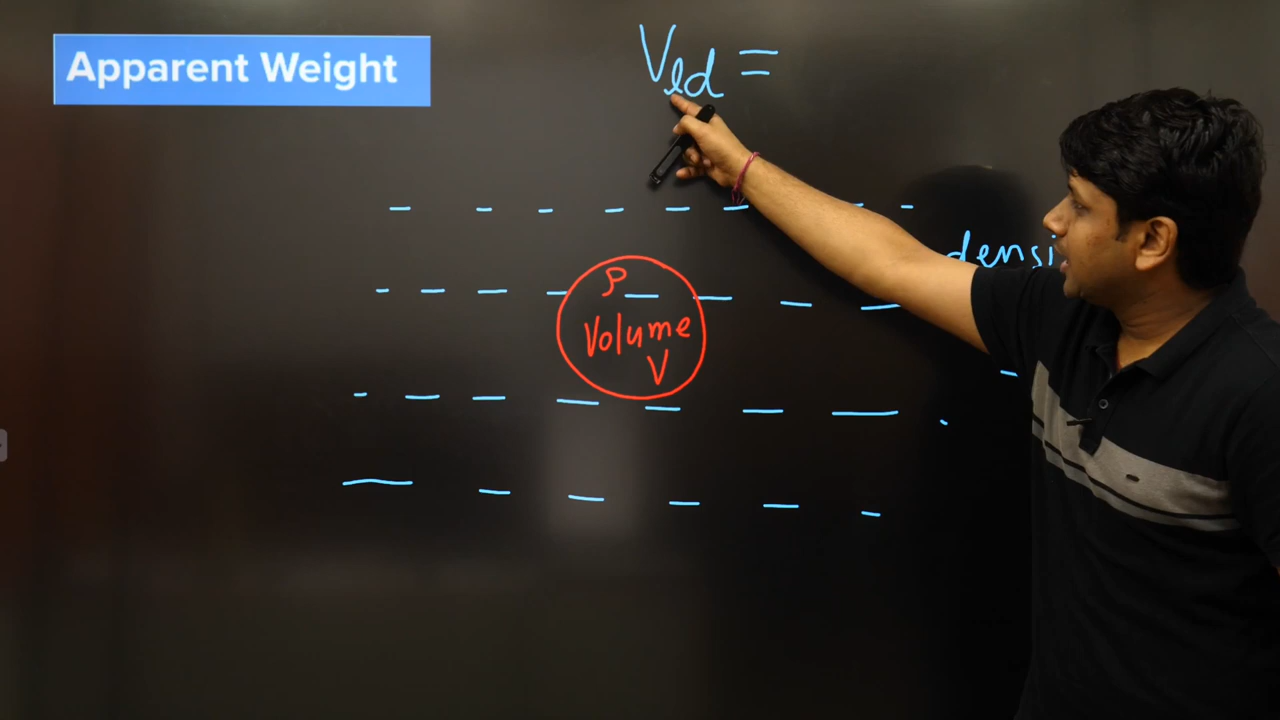 Apparent Weight
Vld =
densi
ρ
Volume
V